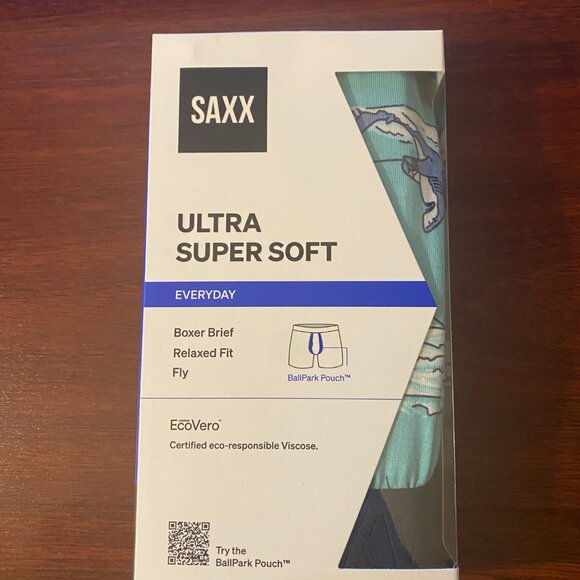 SAXX
ULTRA
SUPER SOFT
EVERYDAY
Boxer Brief
Relaxed Fit
Fly
BallPark Pouch™
EcoVero™
Certified eco-responsible Viscose.
Try the
BallPark Pouch™